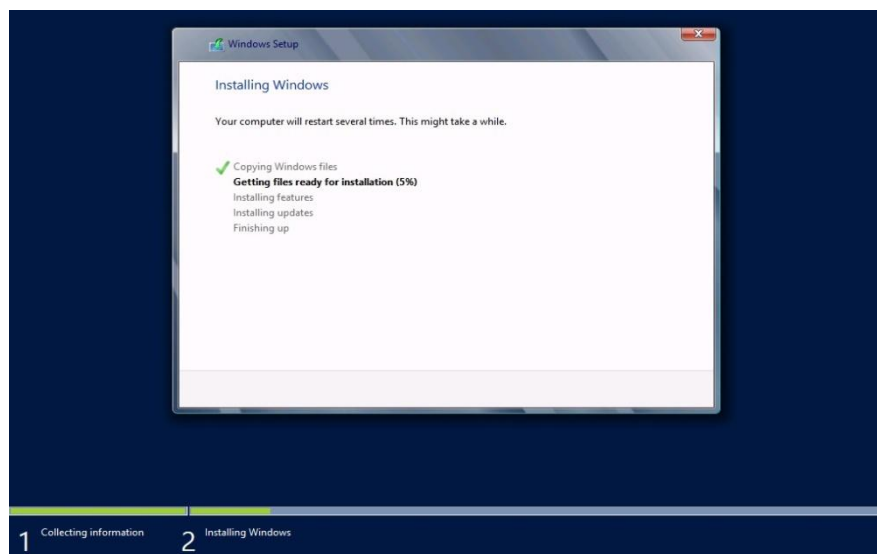 Windows Setup
Installing Windows
Your computer will restart several times. This might take a while.
Copying Windows files
Getting files ready for installation (5%)
Installing features
Installing updates
Finishing up
1 Collecting information
2 Installing Windows